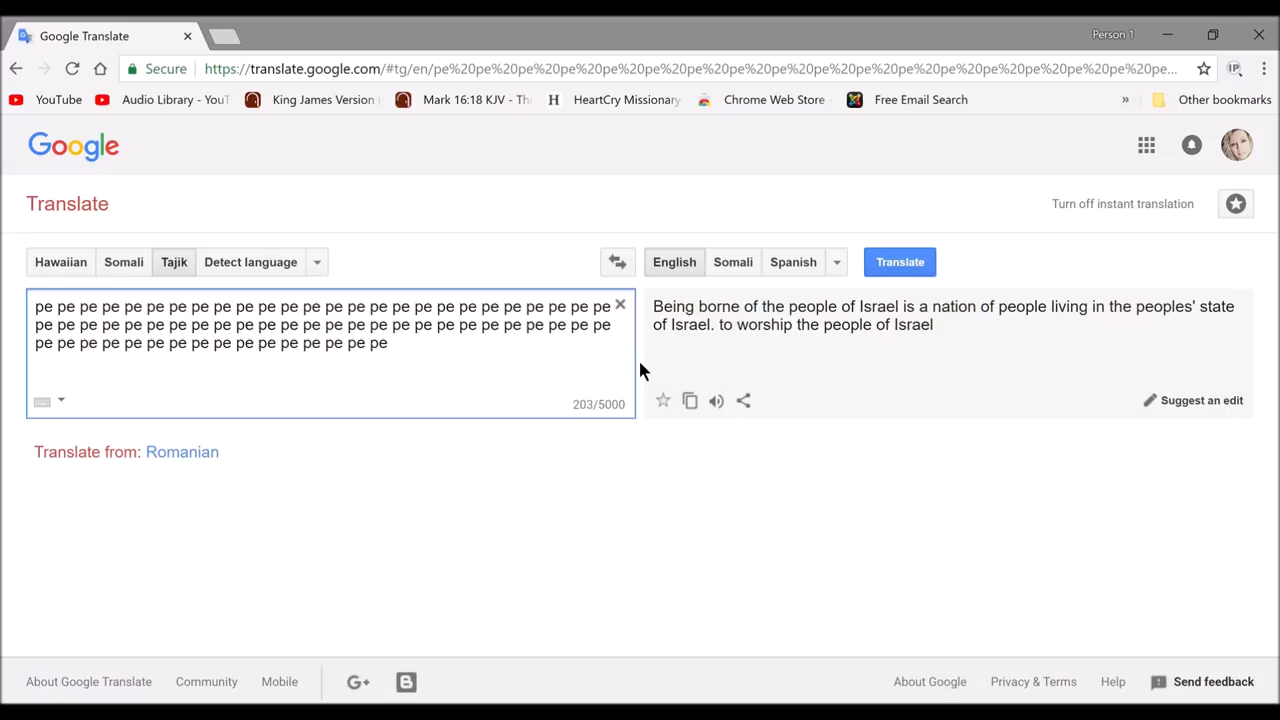 Google Translate
Person 1
Secure https://translate.google.com/#tg/en/pe%20pe%20pe%20pe%20pe%20pe%20pe%20pe%20pe%20pe%20pe%20pe%20pe%20pe%20pe... IP
YouTube Audio Library - YouT King James Version Mark 16:18 KJV - Th H HeartCry Missionary Chrome Web Store Free Email Search » Other bookmarks
Google
Translate
Turn off instant translation
Hawaiian Somali Tajik Detect language English Somali Spanish Translate
pe pe pe pe pe pe pe pe pe pe pe pe pe pe pe pe pe pe pe pe pe pe pe pe pe pe
pe pe pe pe pe pe pe pe pe pe pe pe pe pe pe pe pe pe pe pe pe pe pe pe pe pe
pe pe pe pe pe pe pe pe pe pe pe pe pe pe pe pe
203/5000
Being borne of the people of Israel is a nation of people living in the peoples' state
of Israel. to worship the people of Israel
Suggest an edit
Translate from: Romanian
About Google Translate Community Mobile G+ B About Google Privacy & Terms Help Send feedback